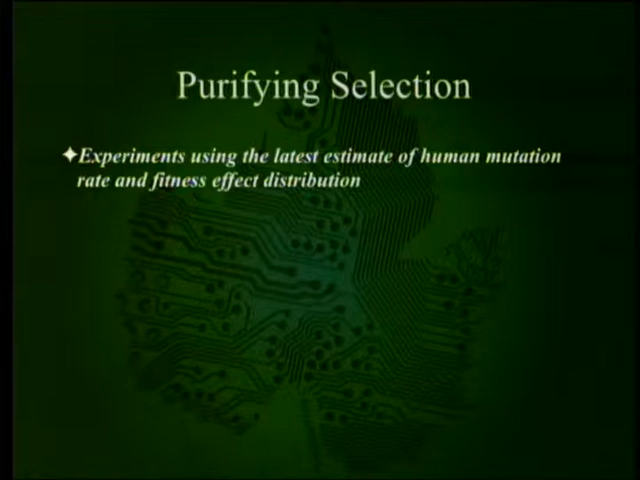 Purifying Selection
✦Experiments using the latest estimate of human mutation
rate and fitness effect distribution